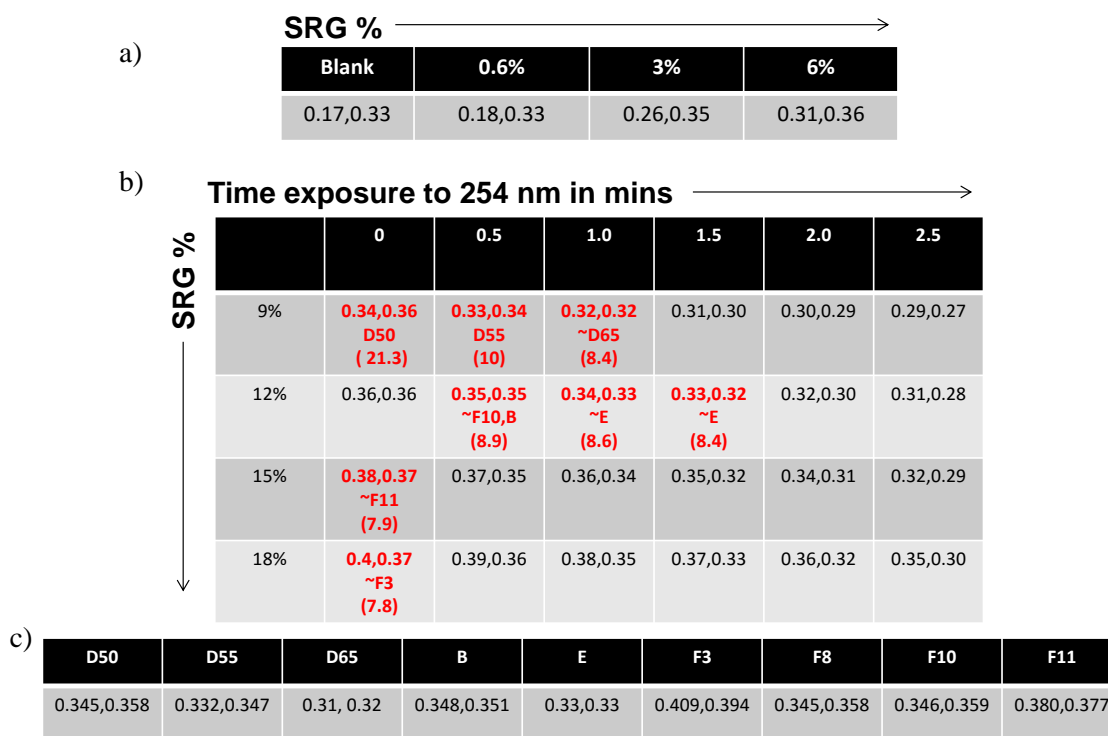 SRG %
a)
Blank 0.6% 3% 6%
0.17,0.33 0.18,0.33 0.26,0.35 0.31,0.36
b)
Time exposure to 254 nm in mins
SRG %
0 0.5 1.0 1.5 2.0 2.5
9% 0.34,0.36 0.33,0.34 0.32,0.32 0.31,0.30 0.30,0.29 0.29,0.27
D50 D55 ~D65
( 21.3) (10) (8.4)
12% 0.36,0.36 0.35,0.35 0.34,0.33 0.33,0.32 0.32,0.30 0.31,0.28
~F10,B ~E ~E
(8.9) (8.6) (8.4)
15% 0.38,0.37 0.37,0.35 0.36,0.34 0.35,0.32 0.34,0.31 0.32,0.29
~F11
(7.9)
18% 0.4,0.37 0.39,0.36 0.38,0.35 0.37,0.33 0.36,0.32 0.35,0.30
~F3
(7.8)
c)
D50 D55 D65 B E F3 F8 F10 F11
0.345,0.358 0.332,0.347 0.31, 0.32 0.348,0.351 0.33,0.33 0.409,0.394 0.345,0.358 0.346,0.359 0.380,0.377